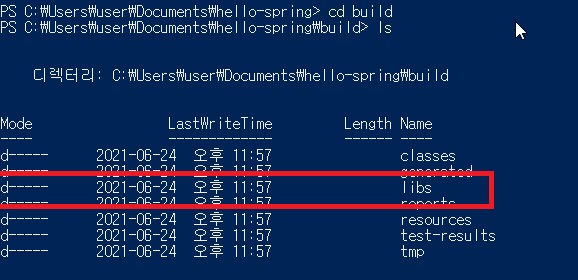 PS C:₩Users₩user₩Documents₩hello-spring> cd build
PS C:₩Users₩user₩Documents₩hello-spring₩build> ls
디렉터리: C:₩Users₩user₩Documents₩hello-spring₩build
Mode LastWriteTime Length Name
---- ------------- ------ ----
d----- 2021-06-24 오후 11:57 classes
d----- 2021-06-24 오후 11:57 generated
d----- 2021-06-24 오후 11:57 libs
d----- 2021-06-24 오후 11:57 reports
d----- 2021-06-24 오후 11:57 resources
d----- 2021-06-24 오후 11:57 test-results
d----- 2021-06-24 오후 11:57 tmp